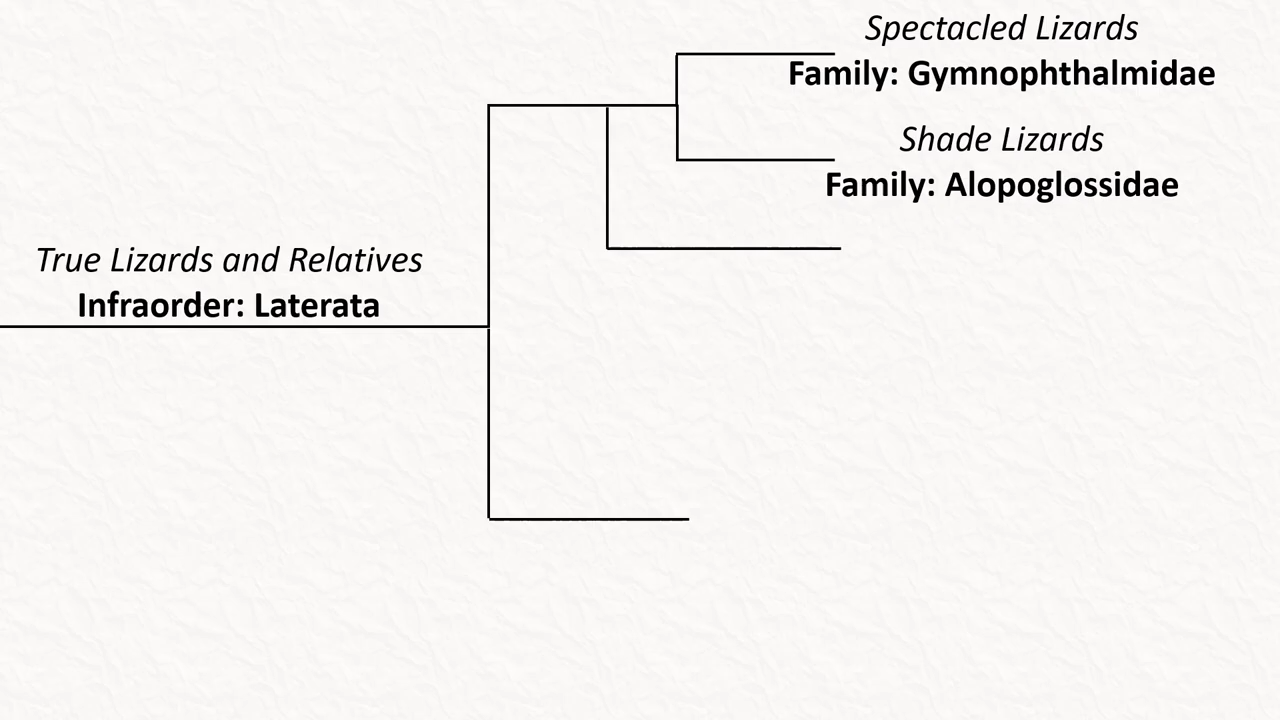 Spectacled Lizards
Family: Gymnophthalmidae
Shade Lizards
Family: Alopoglossidae
True Lizards and Relatives
Infraorder: Laterata